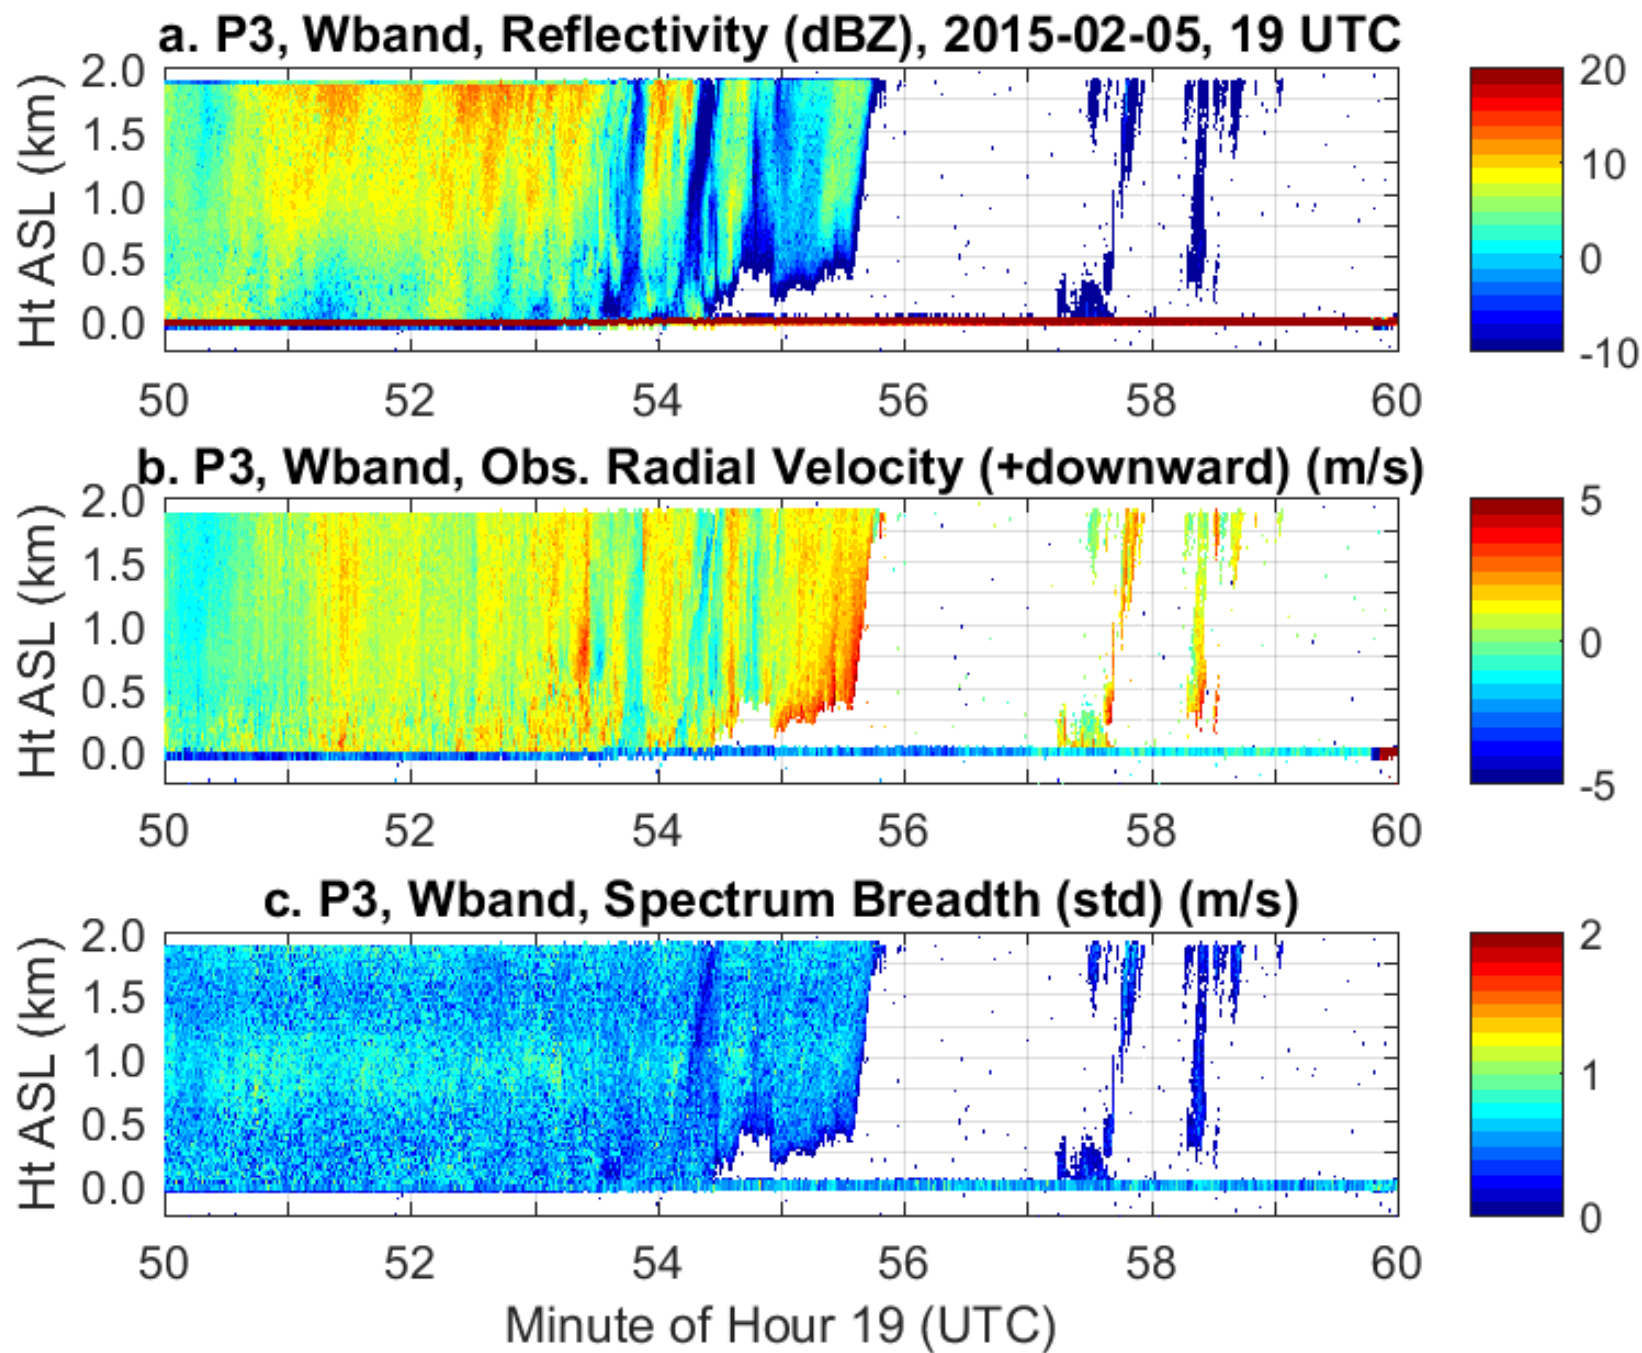 a. P3, Wband, Reflectivity (dBZ), 2015-02-05, 19 UTC
Ht ASL (km)
2.0
1.5
1.0
0.5
0.0
50 52 54 56 58 60
20
10
0
-10
b. P3, Wband, Obs. Radial Velocity (+downward) (m/s)
Ht ASL (km)
2.0
1.5
1.0
0.5
0.0
50 52 54 56 58 60
5
0
-5
c. P3, Wband, Spectrum Breadth (std) (m/s)
Ht ASL (km)
2.0
1.5
1.0
0.5
0.0
50 52 54 56 58 60
2
1
0
Minute of Hour 19 (UTC)